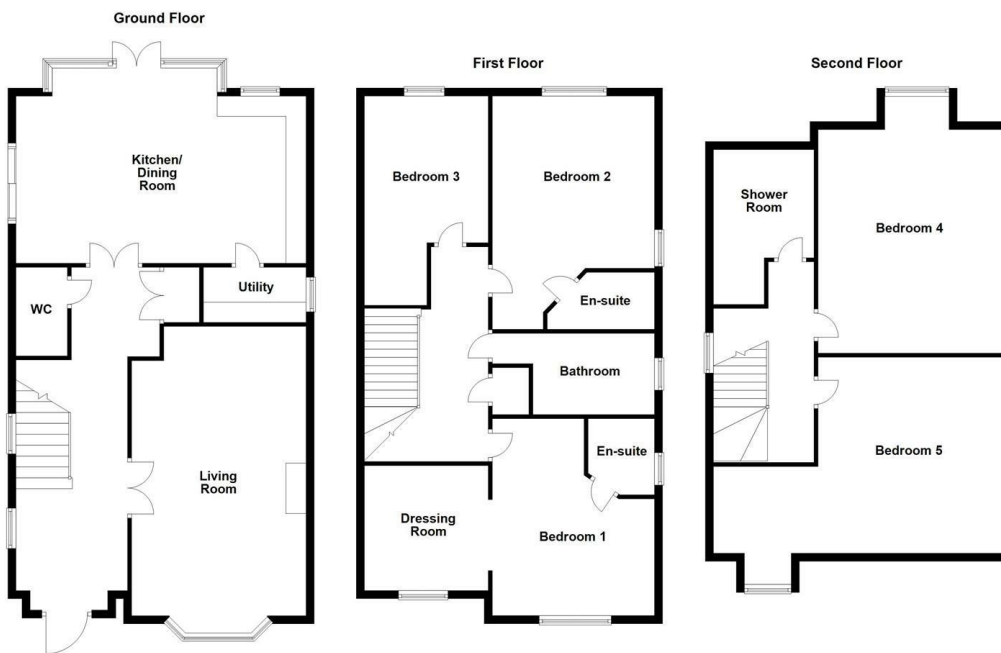 Ground Floor
Kitchen/
Dining
Room
WC
Utility
Living
Room
First Floor
Bedroom 3
Bedroom 2
En-suite
Bathroom
En-suite
Dressing
Room
Bedroom 1
Second Floor
Shower
Room
Bedroom 4
Bedroom 5